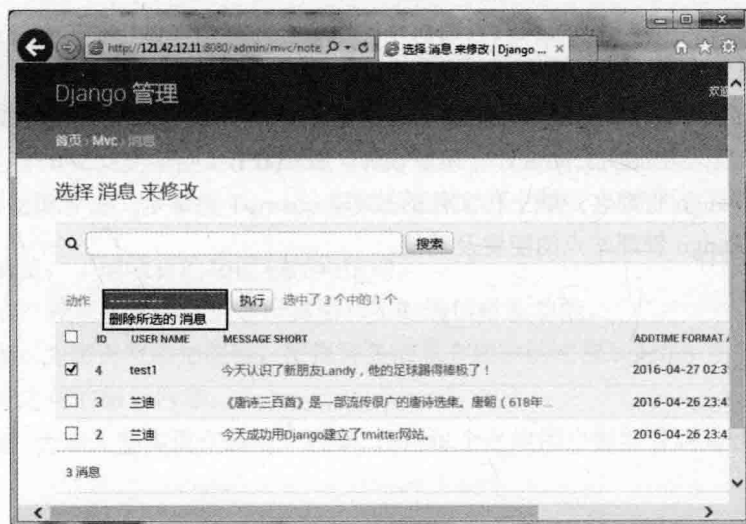 http://121.42.12.11:8080/admin/mvc/note
选择 消息 来修改 | Django ...
Django 管理
首页 › Mvc › 消息
选择 消息 来修改
搜索
动作
---------
执行
选中了 3 个中的 1 个
删除所选的 消息
ID USER NAME MESSAGE SHORT ADDTIME FORMAT
4 test1 今天认识了新朋友Landy，他的足球踢得棒极了！ 2016-04-27 02:3
兰迪 《唐诗三百首》是一部流传很广的唐诗选集。唐朝（618年... 2016-04-26 23:4
2 兰迪 今天成功用Django建立了tmitter网站。 2016-04-26 23:4
3 消息